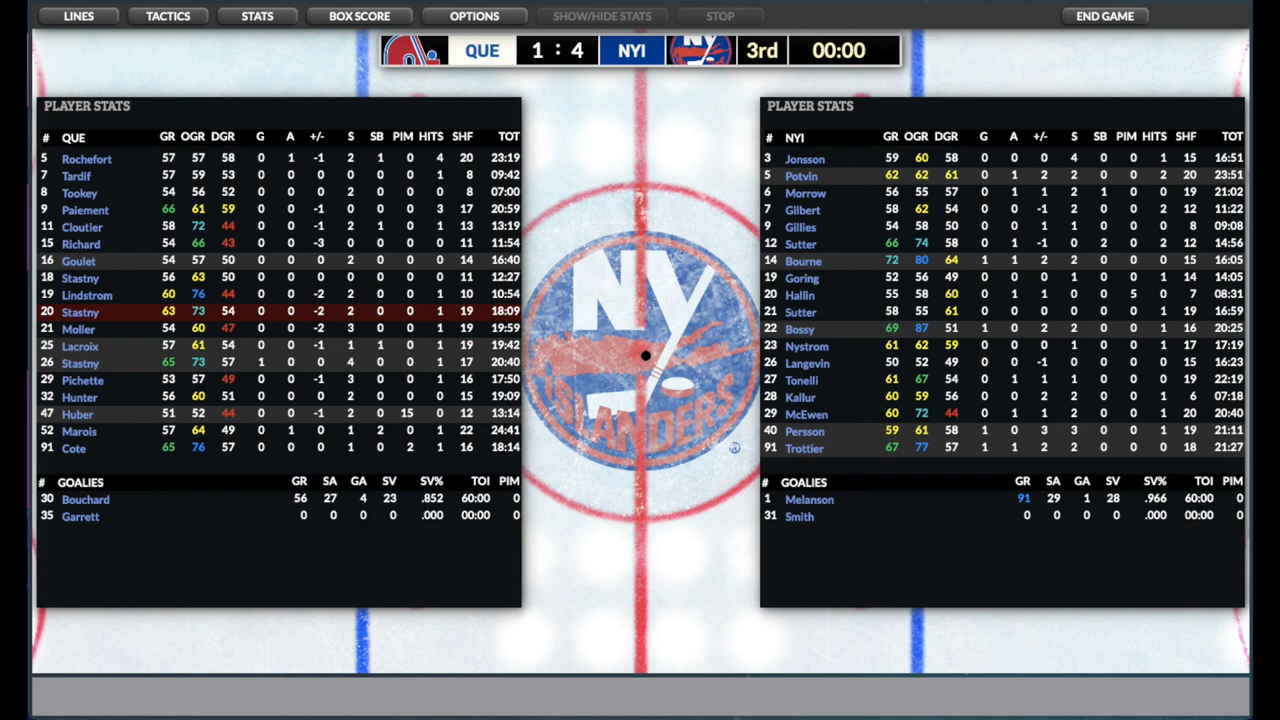 LINES TACTICS STATS BOX SCORE OPTIONS SHOW/HIDE STATS STOP END GAME
QUE 1 : 4 NYI NY 3rd 00:00
PLAYER STATS
# QUE GR OGR DGR G A +/- S SB PIM HITS SHF TOT
5 Rochefort 57 57 58 0 1 -1 2 1 0 4 20 23:19
7 Tardif 57 59 53 0 0 0 0 0 0 1 8 09:42
8 Tookey 54 56 52 0 0 0 2 0 0 0 8 07:00
9 Paiement 66 61 59 0 0 -1 0 0 0 3 17 20:59
11 Cloutier 58 72 44 0 0 -1 2 1 0 1 13 13:19
15 Richard 54 66 43 0 0 -3 0 0 0 1 11 11:54
16 Goulet 54 57 50 0 0 0 2 0 0 0 14 16:40
18 Stastny 56 63 50 0 0 0 0 0 0 0 11 12:27
19 Lindstrom 60 76 44 0 0 -2 2 0 0 1 10 10:54
20 Stastny 63 73 54 0 0 -2 2 0 0 1 19 18:09
21 Moller 54 60 47 0 0 -2 3 0 0 1 19 19:59
25 Lacroix 57 61 54 0 0 -1 1 1 0 1 19 19:42
26 Stastny 65 73 57 1 0 0 4 0 0 0 17 20:40
29 Pichette 53 57 49 0 0 -1 3 0 0 1 16 17:50
32 Hunter 56 60 51 0 0 0 2 0 0 0 15 19:09
47 Huber 51 52 44 0 0 -1 2 0 15 0 12 13:14
52 Marois 57 64 49 0 1 0 1 2 0 1 22 24:41
91 Cote 65 76 57 0 0 0 1 0 2 1 16 18:14
# GOALIES GR SA GA SV SV% TOI PIM
30 Bouchard 56 27 4 23 .852 60:00 0
35 Garrett 0 0 0 0 .000 00:00 0
PLAYER STATS
# NYI GR OGR DGR G A +/- S SB PIM HITS SHF TOT
3 Jonsson 59 60 58 0 0 0 4 0 0 1 15 16:51
5 Potvin 62 62 61 0 1 2 2 0 0 2 20 23:51
6 Morrow 56 55 57 0 1 1 2 1 0 0 19 21:02
7 Gilbert 58 62 54 0 0 -1 2 0 0 2 12 11:22
9 Gillies 54 58 50 0 0 1 1 0 0 0 8 09:08
12 Sutter 66 74 58 0 1 -1 0 2 0 2 12 14:56
14 Bourne 72 80 64 1 1 2 2 0 0 0 15 16:05
19 Goring 52 56 49 0 0 0 1 0 0 1 14 14:05
20 Hallin 55 58 60 0 1 1 0 0 5 0 7 08:31
21 Sutter 58 55 61 0 0 0 0 0 0 1 19 16:59
22 Bossy 69 87 51 1 0 2 2 0 0 1 16 20:25
23 Nystrom 61 62 59 0 0 0 1 0 0 1 17 17:19
26 Langevin 50 52 49 0 0 -1 0 0 0 0 15 16:23
27 Tonelli 61 67 54 0 1 1 1 0 0 0 19 22:19
28 Kallur 60 59 56 0 0 2 2 0 0 1 6 07:18
29 McEwen 60 72 44 0 1 1 2 0 0 1 20 20:40
40 Persson 59 61 58 1 0 3 3 0 0 1 19 21:11
91 Trottier 67 77 57 1 1 2 2 0 0 0 18 21:27
# GOALIES GR SA GA SV SV% TOI PIM
1 Melanson 91 29 1 28 .966 60:00 0
31 Smith 0 0 0 0 .000 00:00 0
NY
ISLANDERS
®